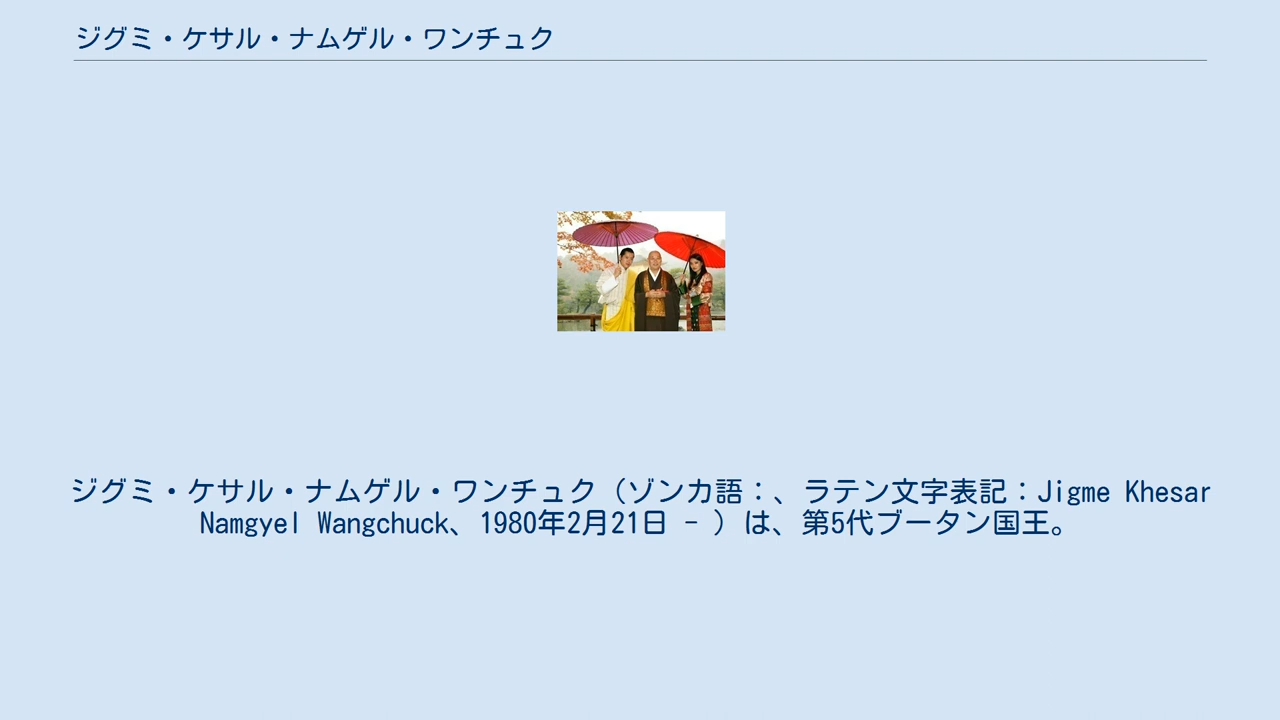 ジグミ・ケサル・ナムゲル・ワンチュク
ジグミ・ケサル・ナムゲル・ワンチュク（ゾンカ語：、ラテン文字表記：Jigme Khesar
Namgyel Wangchuck、1980年2月21日 - ）は、第5代ブータン国王。